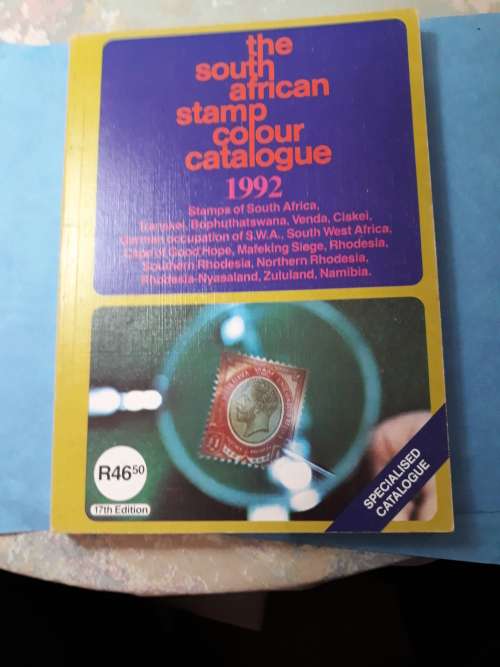 the
south
african
stamp
colour
catalogue
1992
Stamps of South Africa,
Transkei, Bophuthatswana, Venda, Ciskei,
German occupation of S.W.A., South West Africa,
Cape of Good Hope, Mafeking Siege, Rhodesia,
Southern Rhodesia, Northern Rhodesia,
Rhodesia-Nyasaland, Zululand, Namibia.
R46⁵⁰
17th Edition
SPECIALISED
CATALOGUE